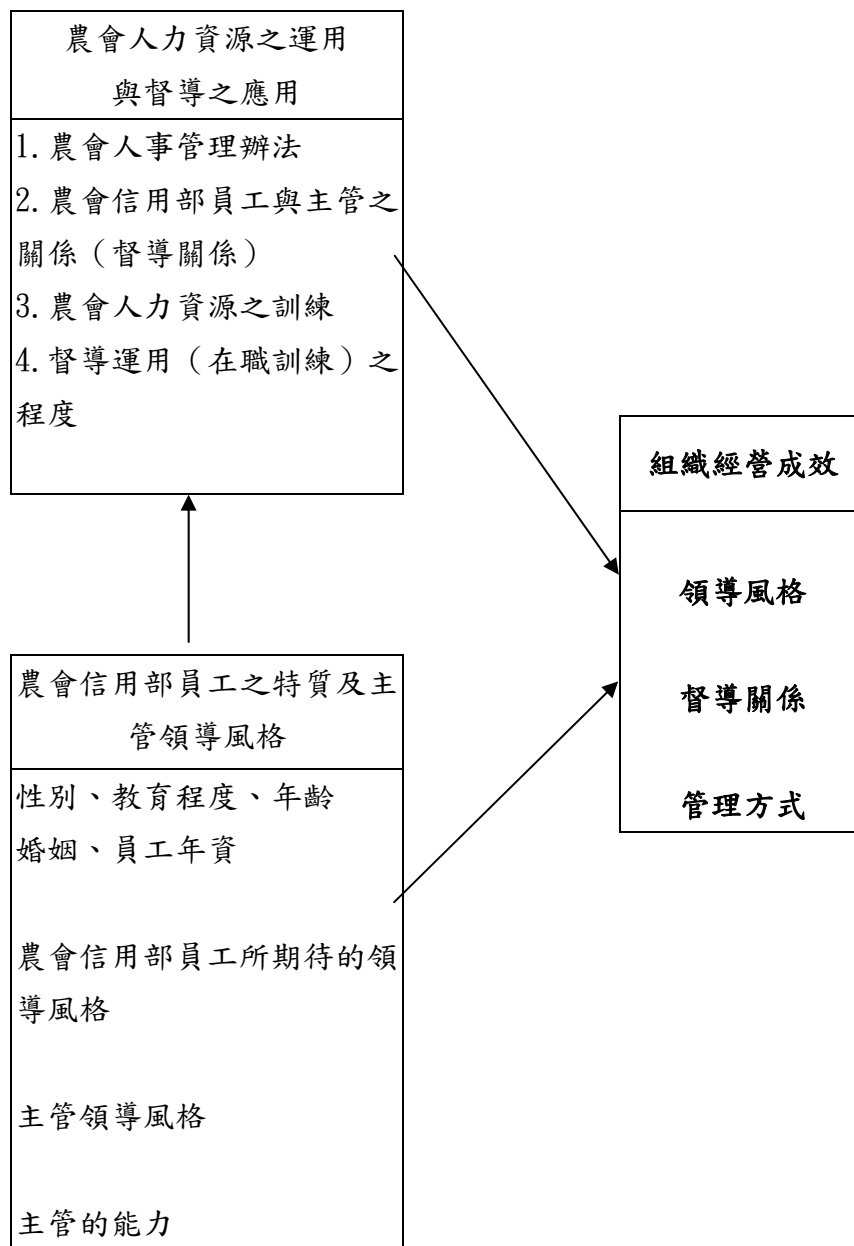 農會人力資源之運用
與督導之應用
1.農會人事管理辦法
2.農會信用部員工與主管之
關係（督導關係）
3.農會人力資源之訓練
4.督導運用（在職訓練）之
程度
組織經營成效
領導風格
督導關係
管理方式
農會信用部員工之特質及主
管領導風格
性別、教育程度、年齡
婚姻、員工年資
農會信用部員工所期待的領
導風格
主管領導風格
主管的能力